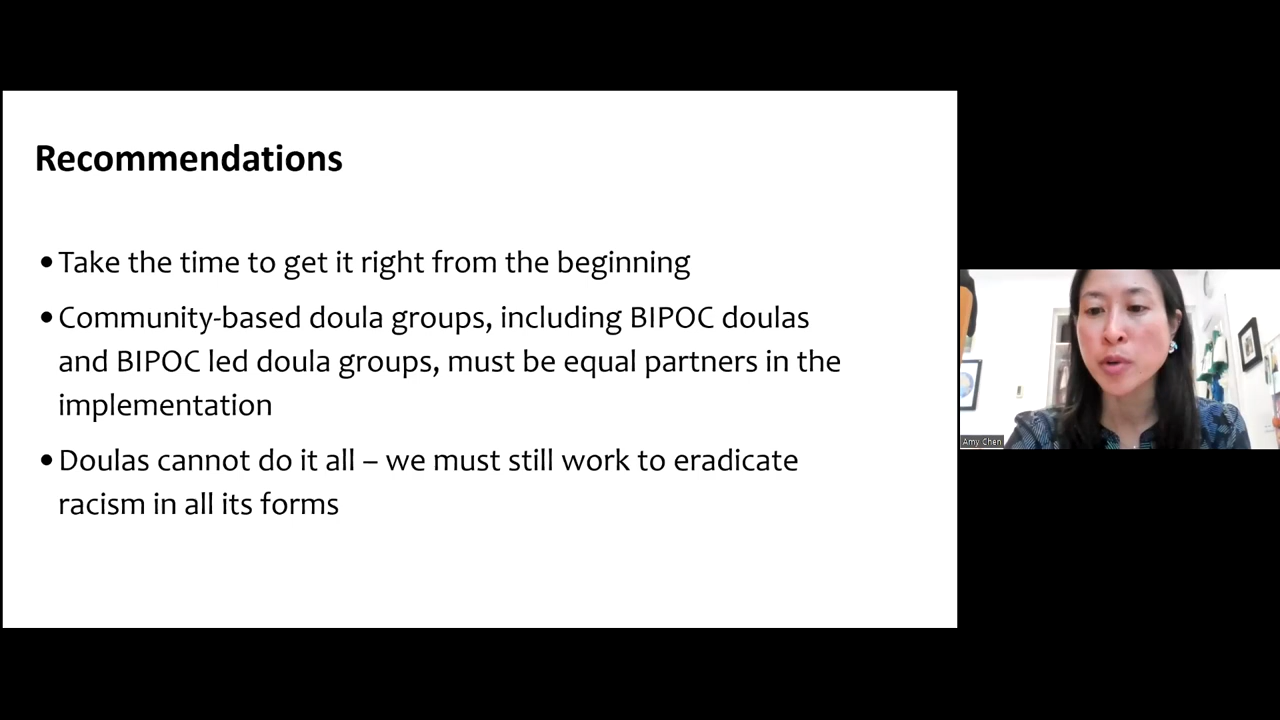 Recommendations
•Take the time to get it right from the beginning
•Community-based doula groups, including BIPOC doulas
and BIPOC led doula groups, must be equal partners in the
implementation
•Doulas cannot do it all – we must still work to eradicate
racism in all its forms
Amy Chen